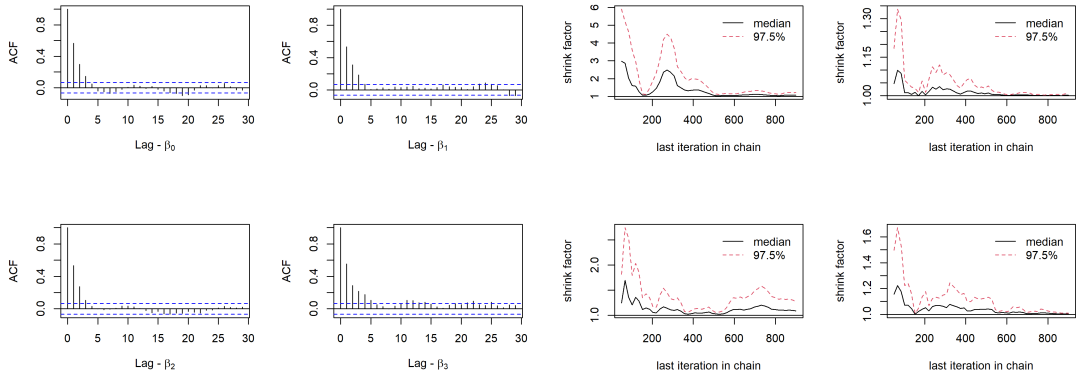 ACF
0.0 0.4 0.8
0 5 10 15 20 25 30
Lag - β0
ACF
0.0 0.4 0.8
0 5 10 15 20 25 30
Lag - β1
shrink factor
1 2 3 4 5 6
median
97.5%
200 400 600 800
last iteration in chain
shrink factor
1.00 1.15 1.30
median
97.5%
200 400 600 800
last iteration in chain
ACF
0.0 0.4 0.8
0 5 10 15 20 25 30
Lag - β2
ACF
0.0 0.4 0.8
0 5 10 15 20 25 30
Lag - β3
shrink factor
1.0 2.0
median
97.5%
200 400 600 800
last iteration in chain
shrink factor
1.0 1.2 1.4 1.6
median
97.5%
200 400 600 800
last iteration in chain